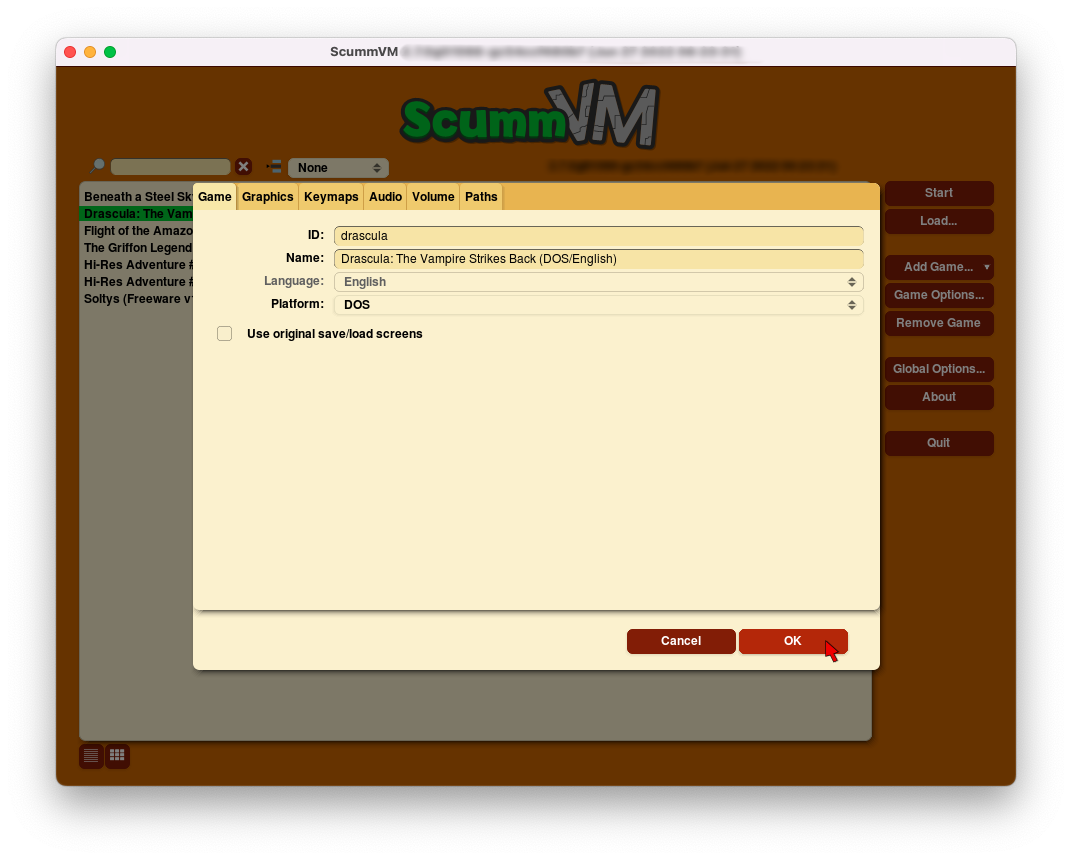 ScummVM
ScummVM
None
Beneath a Steel Sk
Drascula: The Vam
Flight of the Amazo
The Griffon Legend
Hi-Res Adventure #
Hi-Res Adventure #
Soltys (Freeware v
Game Graphics Keymaps Audio Volume Paths
ID: drascula
Name: Drascula: The Vampire Strikes Back (DOS/English)
Language: English
Platform: DOS
Use original save/load screens
Cancel OK
Start
Load...
Add Game...
Game Options...
Remove Game
Global Options...
About
Quit